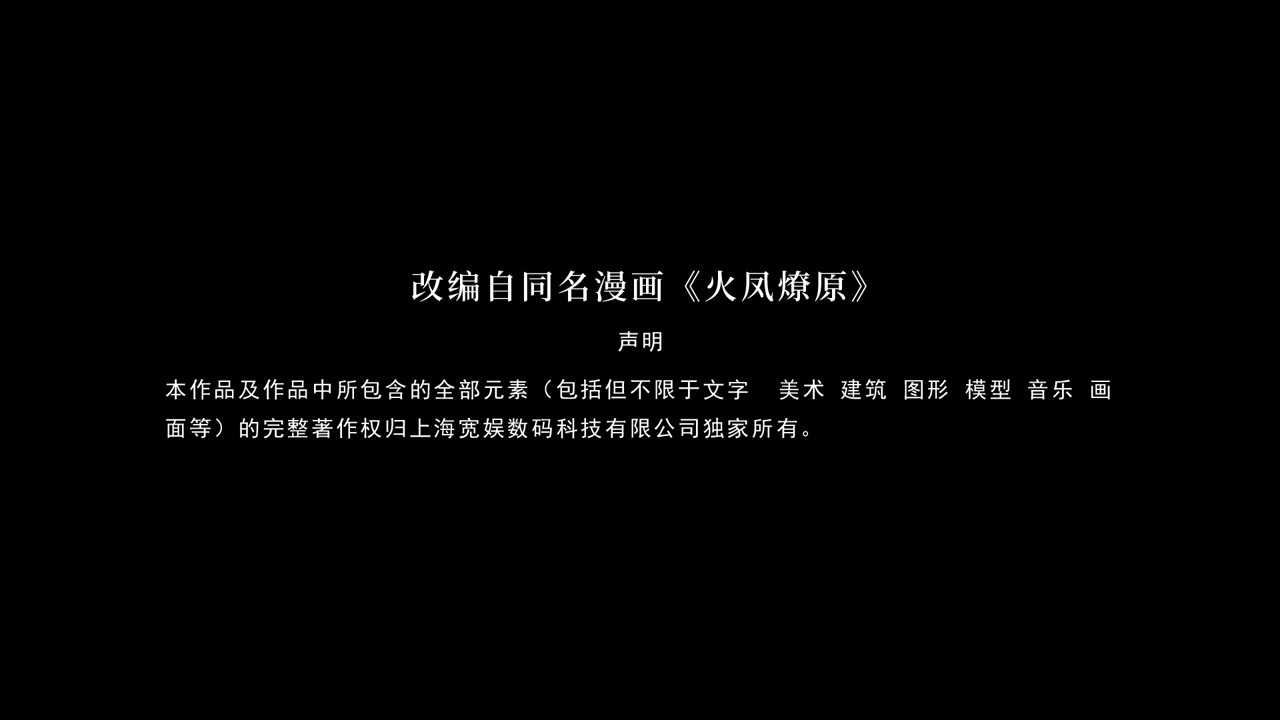 改编自同名漫画《火凤燎原》
声明
本作品及作品中所包含的全部元素（包括但不限于文字 美术 建筑 图形 模型 音乐 画
面等）的完整著作权归上海宽娱数码科技有限公司独家所有。